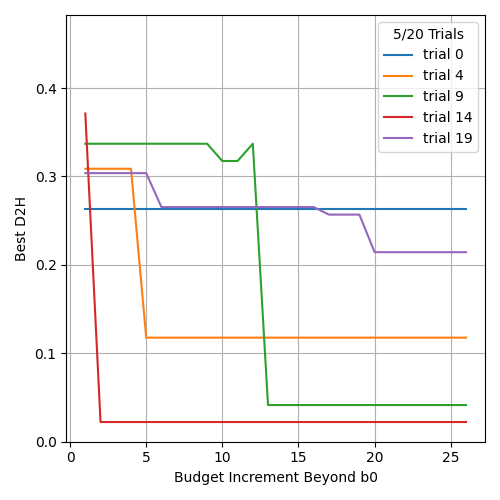 5/20 Trials
trial 0
trial 4
trial 9
trial 14
trial 19
Best D2H
0.4
0.3
0.2
0.1
0.0
0 5 10 15 20 25
Budget Increment Beyond b0